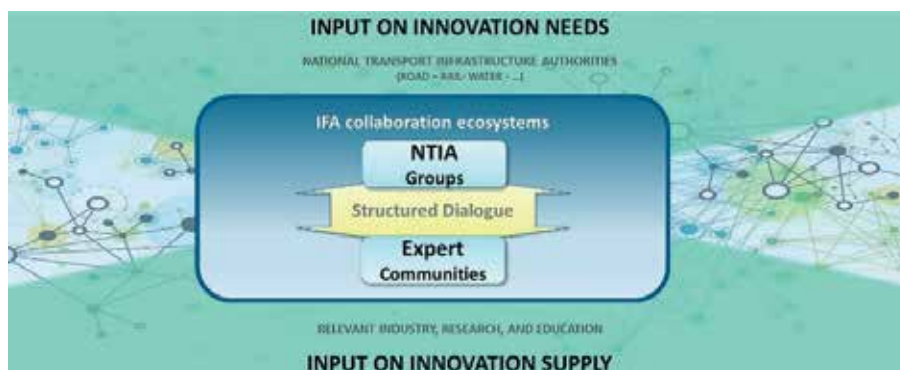 INPUT ON INNOVATION NEEDS
NATIONAL TRANSPORT INFRASTRUCTURE AUTHORITIES
(ROAD – RAIL- WATER - ...)
IFA collaboration ecosystems
NTIA
Groups
Structured Dialogue
Expert
Communities
RELEVANT INDUSTRY, RESEARCH, AND EDUCATION
INPUT ON INNOVATION SUPPLY